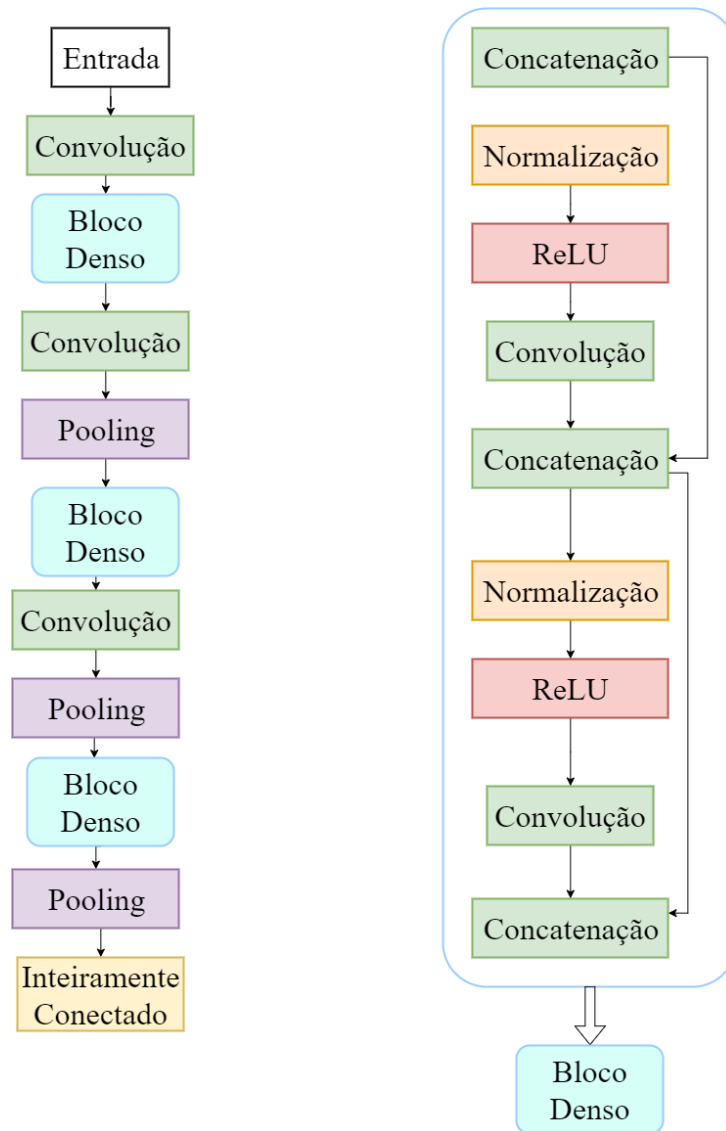 Entrada
Convolução
Bloco
Denso
Convolução
Pooling
Bloco
Denso
Convolução
Pooling
Bloco
Denso
Pooling
Inteiramente
Conectado
Concatenação
Normalização
ReLU
Convolução
Concatenação
Normalização
ReLU
Convolução
Concatenação
Bloco
Denso